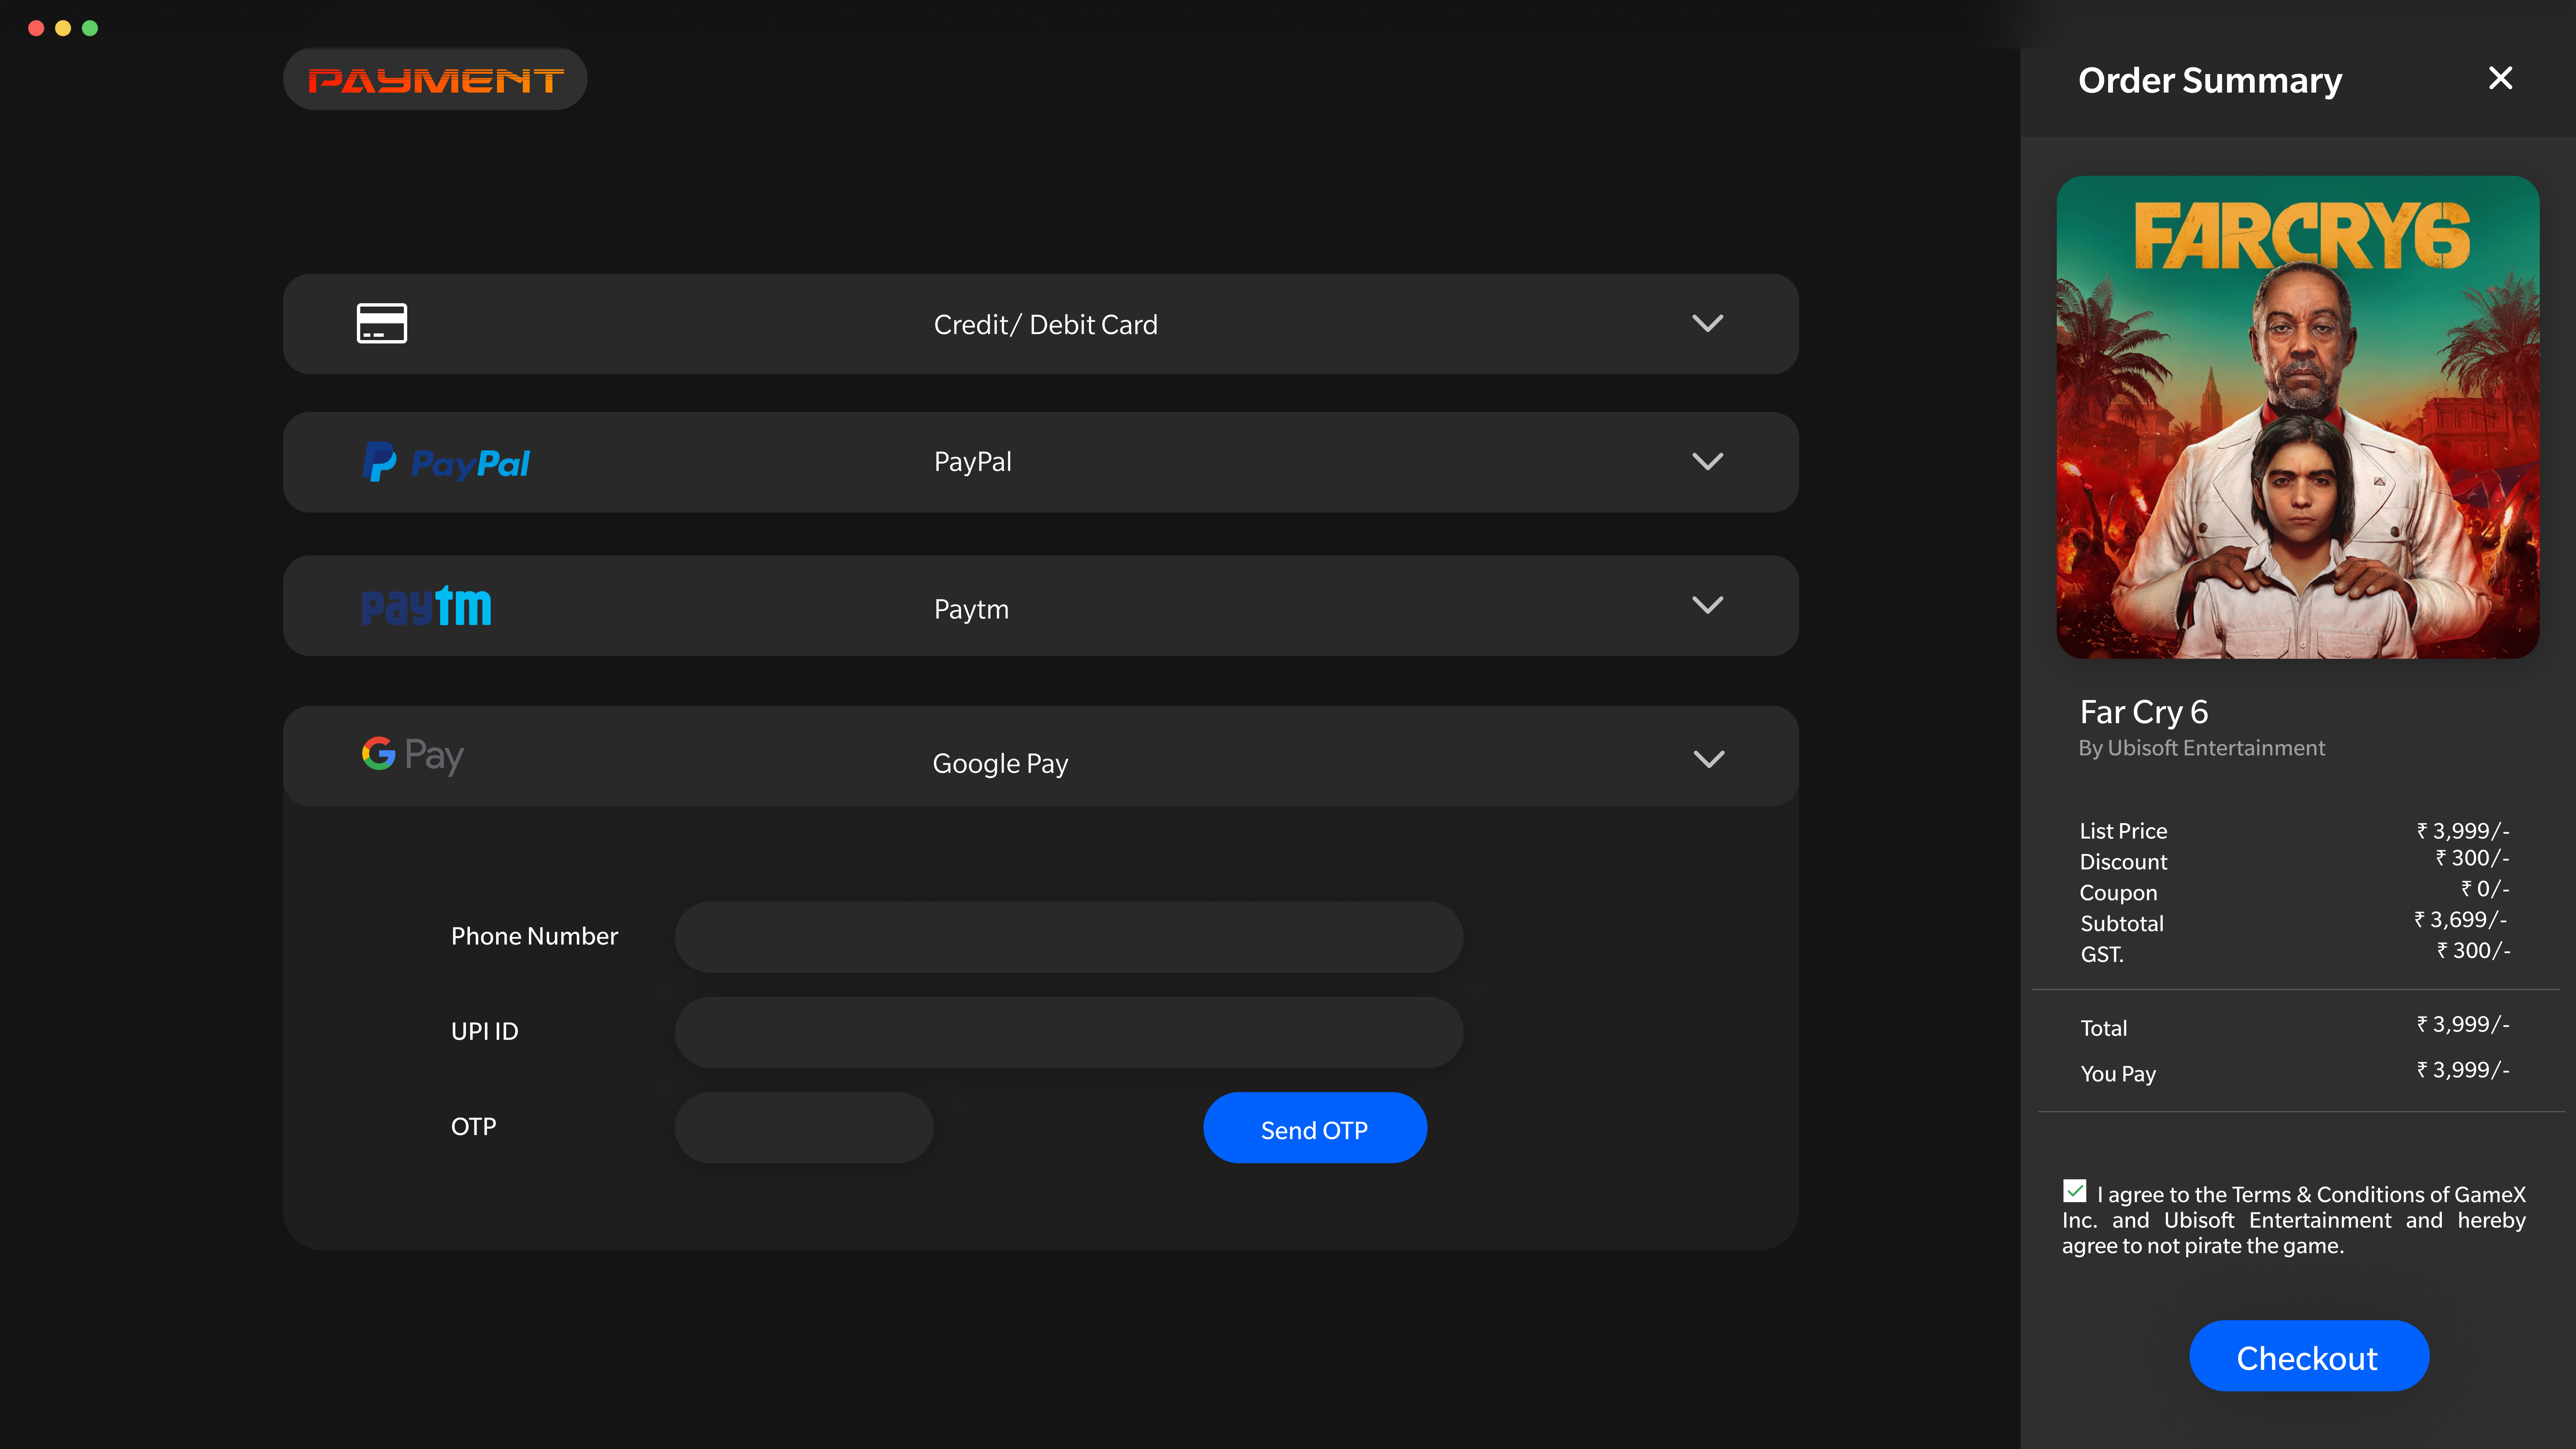 PAYMENT
Credit/ Debit Card
PayPal PayPal
paytm Paytm
G Pay Google Pay
Phone Number
UPI ID
OTP Send OTP
Order Summary
FARCRY6
Far Cry 6
By Ubisoft Entertainment
List Price ₹ 3,999/-
Discount ₹ 300/-
Coupon ₹ 0/-
Subtotal ₹ 3,699/-
GST. ₹ 300/-
Total ₹ 3,999/-
You Pay ₹ 3,999/-
I agree to the Terms & Conditions of GameX
Inc. and Ubisoft Entertainment and hereby
agree to not pirate the game.
Checkout